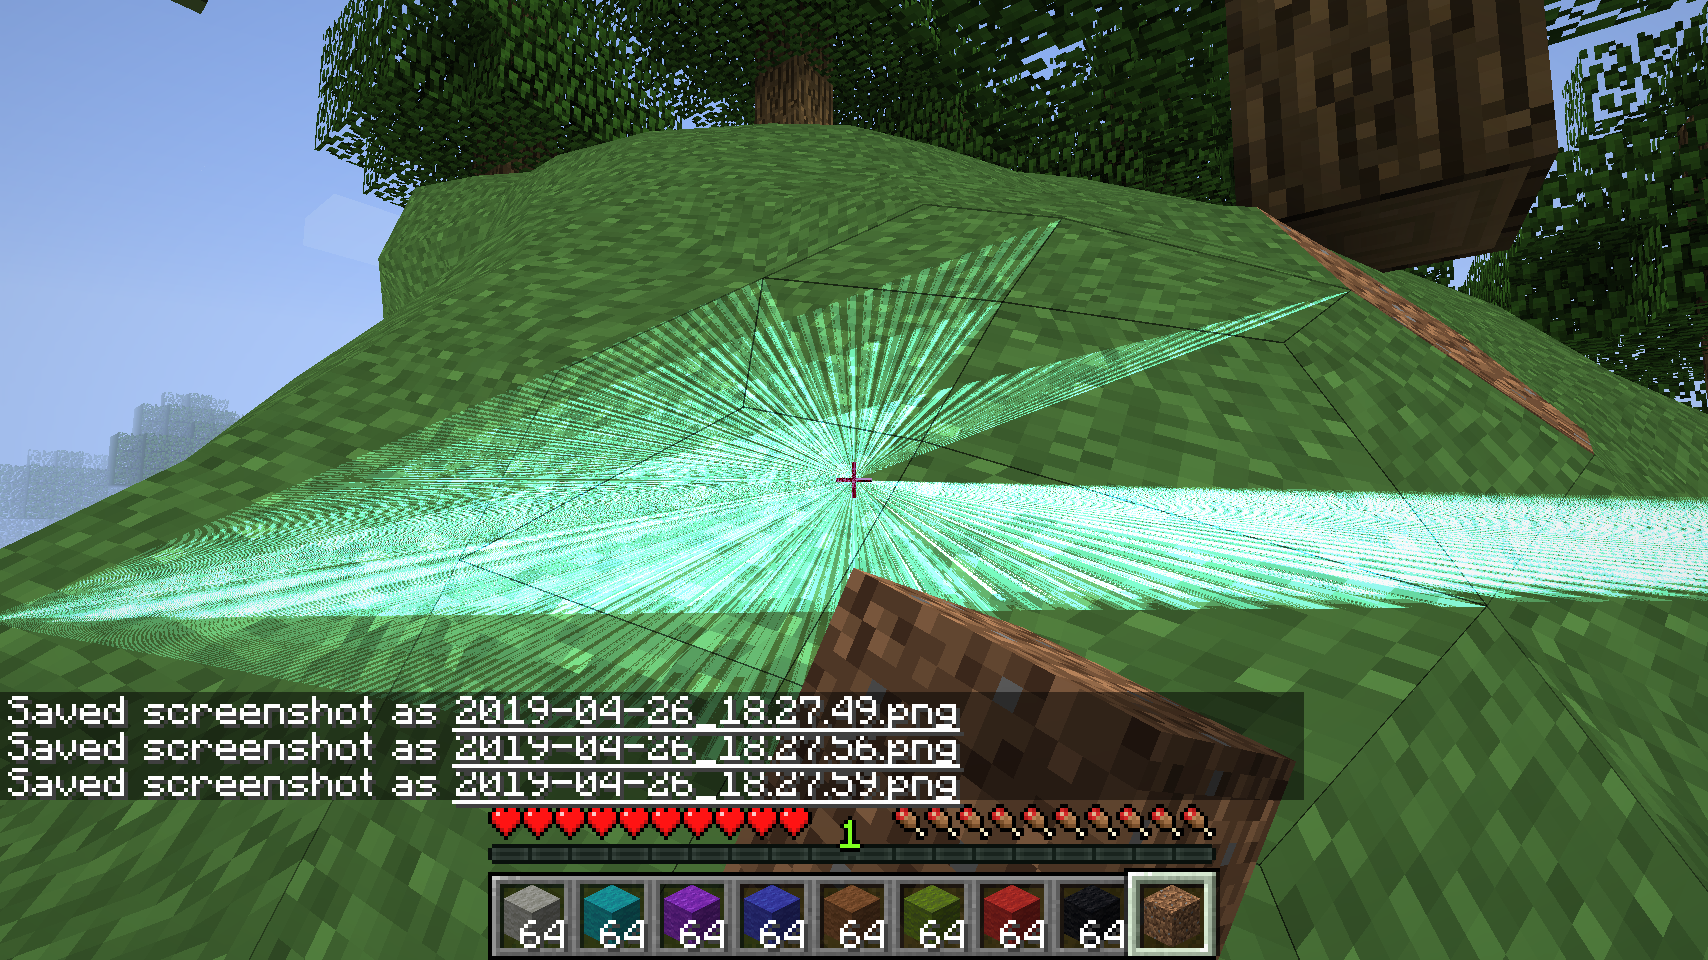 Saved screenshot as 2019-04-26_18.27.49.png
Saved screenshot as 2019-04-26_18.27.56.png
Saved screenshot as 2019-04-26_18.27.59.png
1
64 64 64 64 64 64 64 64